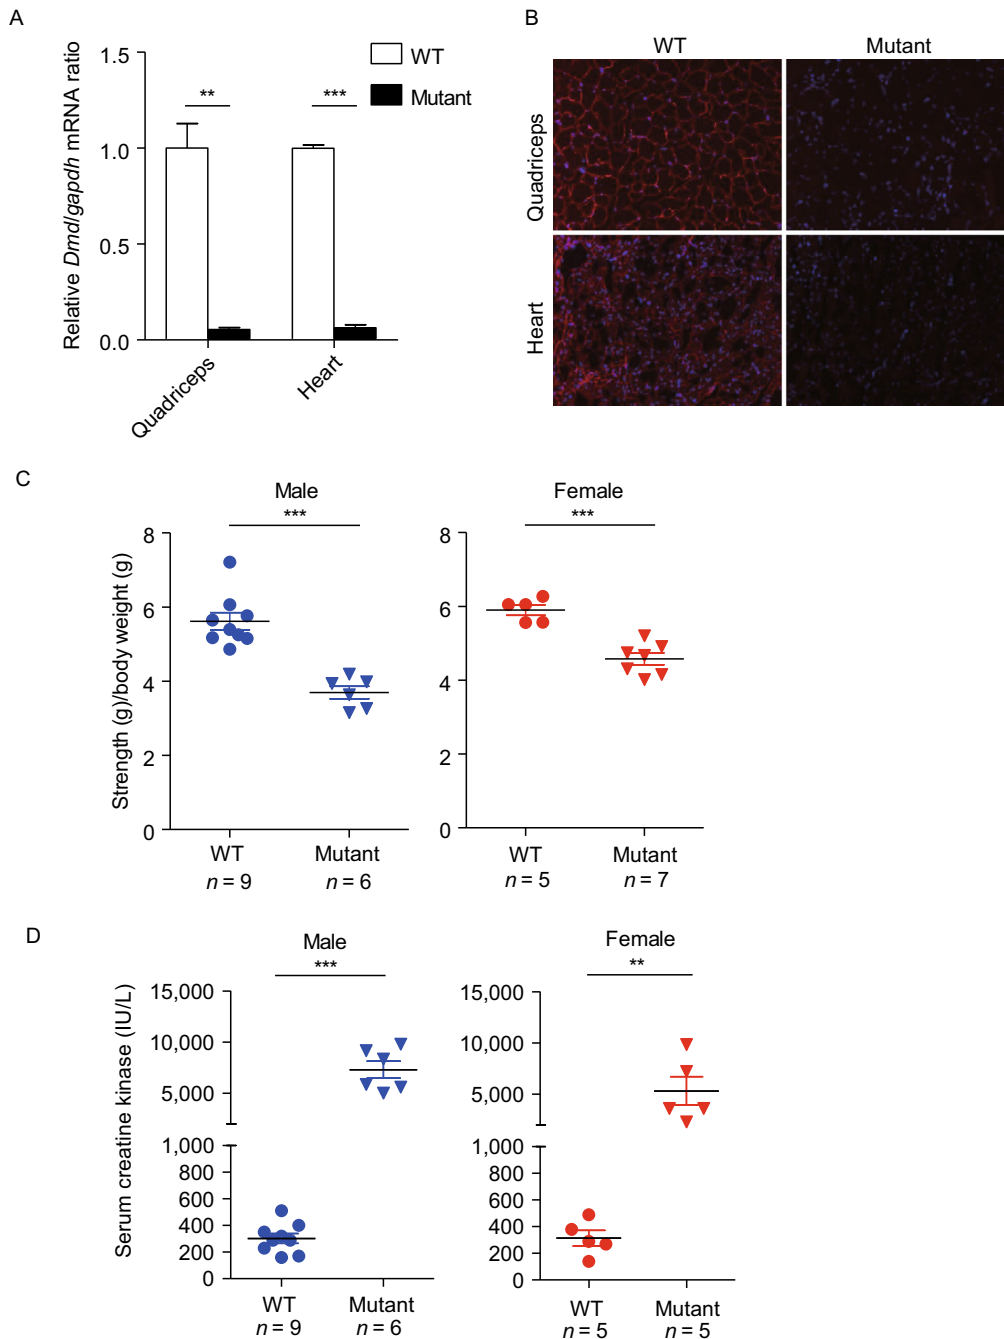 A
Relative Dmd/gapdh mRNA ratio
1.5
1.0
0.5
0.0
WT
Mutant
**
***
Quadriceps
Heart
B
WT
Mutant
Quadriceps
Heart
C
Strength (g)/body weight (g)
Male
***
8
6
4
2
0
WT
Mutant
n = 9
n = 6
Female
***
8
6
4
2
0
WT
Mutant
n = 5
n = 7
D
Serum creatine kinase (IU/L)
Male
***
15,000
10,000
5,000
1,000
800
600
400
200
0
WT
Mutant
n = 9
n = 6
Female
**
15,000
10,000
5,000
1,000
800
600
400
200
0
WT
Mutant
n = 5
n = 5